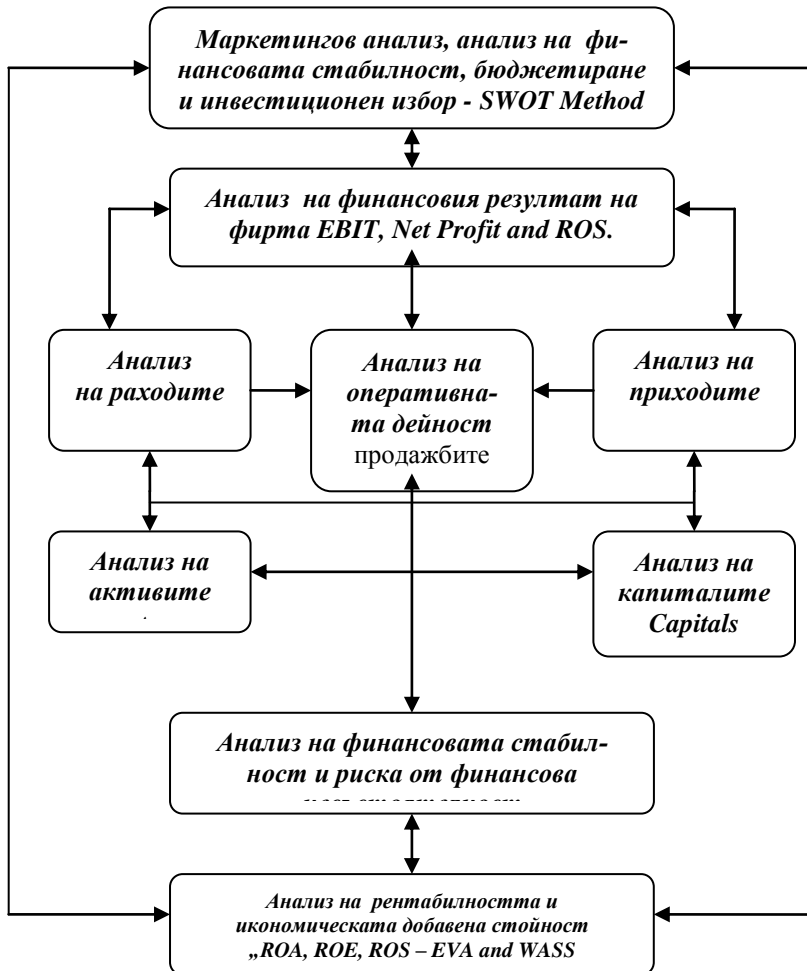 Маркетингов анализ, анализ на фи-
нансовата стабилност, бюджетиране
и инвестиционен избор - SWOT Method
Анализ на финансовия резултат на
фирта EBIT, Net Profit and ROS.
Анализ
на раходите
Анализ на
оперативна-
та дейност
продажбите
Анализ на
приходите
Анализ на
активите
Анализ на
капиталите
Capitals
Анализ на финансовата стабил-
ност и риска от финансова
Анализ на рентабилността и
икономическата добавена стойност
„ROA, ROE, ROS – EVA and WASS